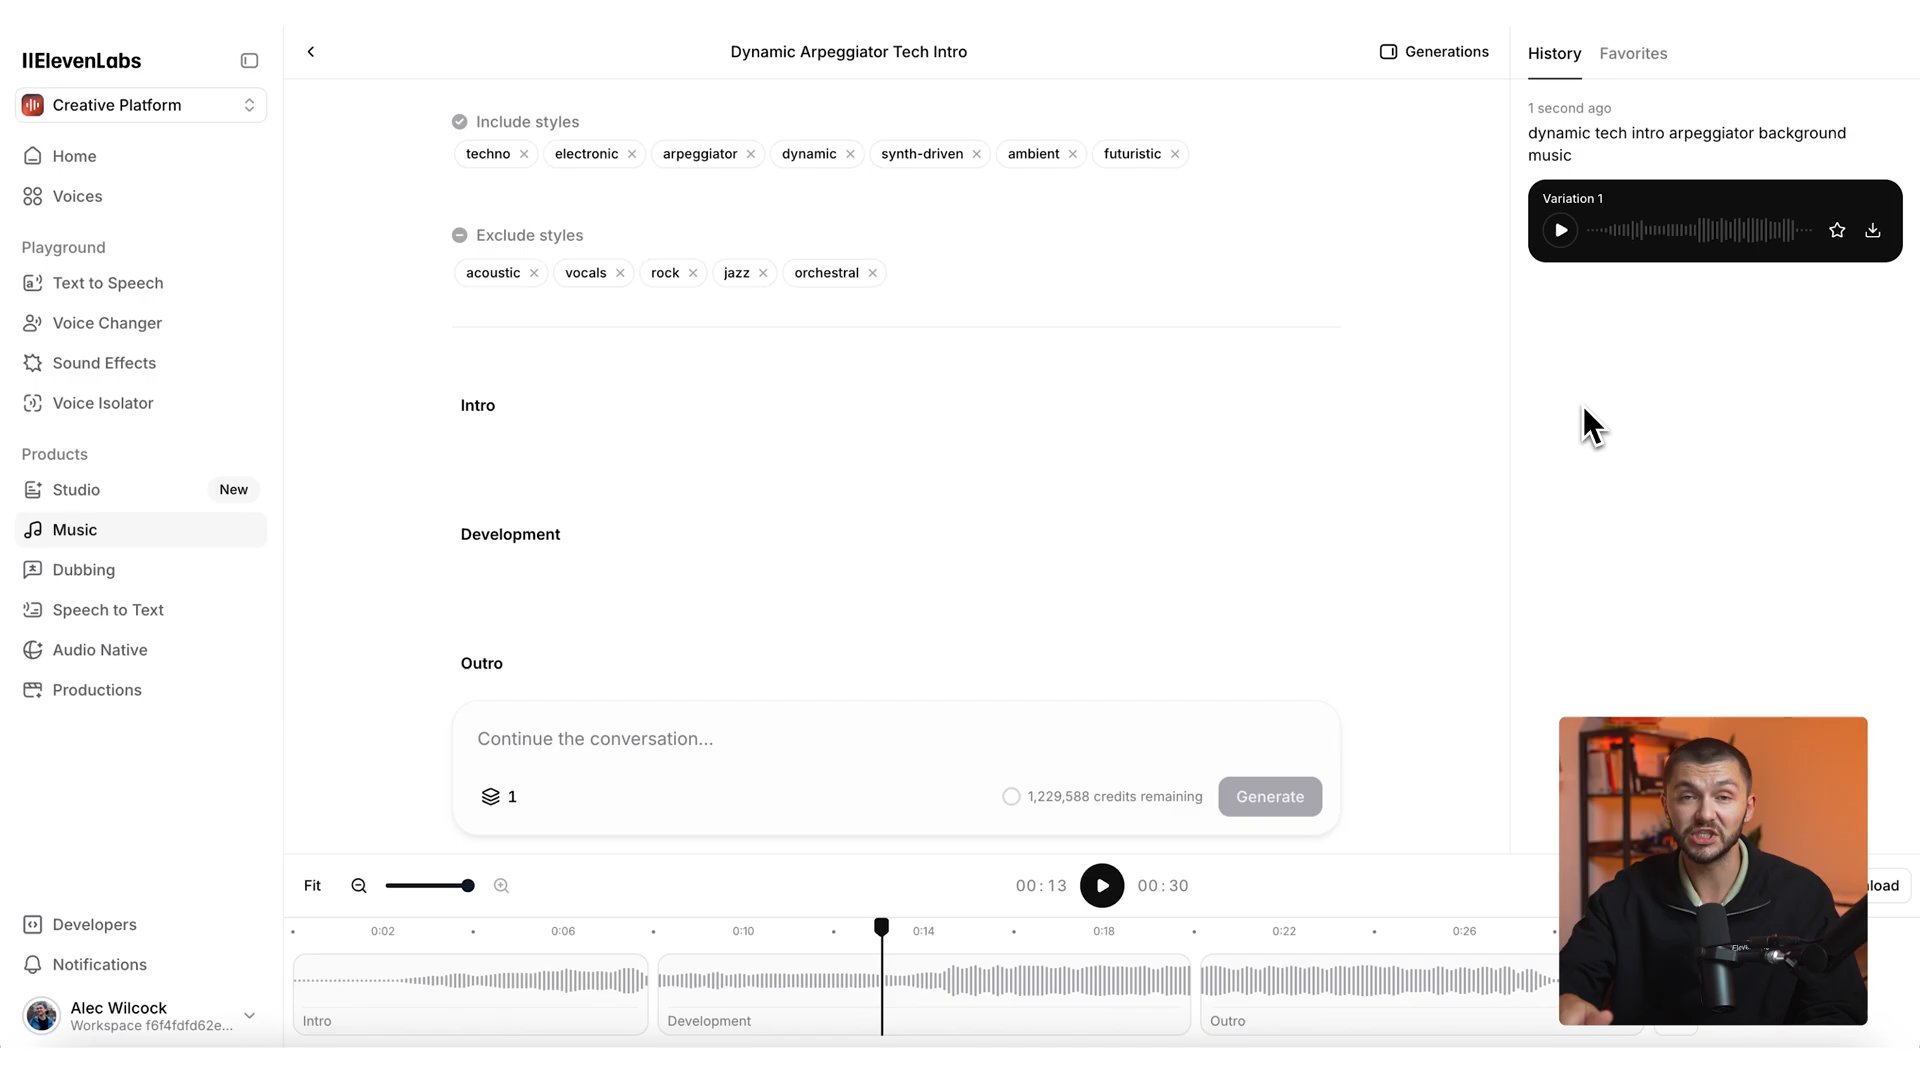 IIElevenLabs
Creative Platform
Home
Voices
Playground
Text to Speech
Voice Changer
Sound Effects
Voice Isolator
Products
Studio
New
Music
Dubbing
Speech to Text
Audio Native
Productions
Developers
Notifications
Alec Wilcock
Workspace f6f4fdfd62e...
Dynamic Arpeggiator Tech Intro
Generations
Include styles
techno electronic arpeggiator dynamic synth-driven ambient futuristic
Exclude styles
acoustic vocals rock jazz orchestral
Intro
Development
Outro
Continue the conversation...
1
1,229,588 credits remaining
Generate
History Favorites
1 second ago
dynamic tech intro arpeggiator background
music
Variation 1
Fit
00:13
00:30
load
0:02 0:06 0:10 0:14 0:18 0:22 0:26
Intro
Development
Outro